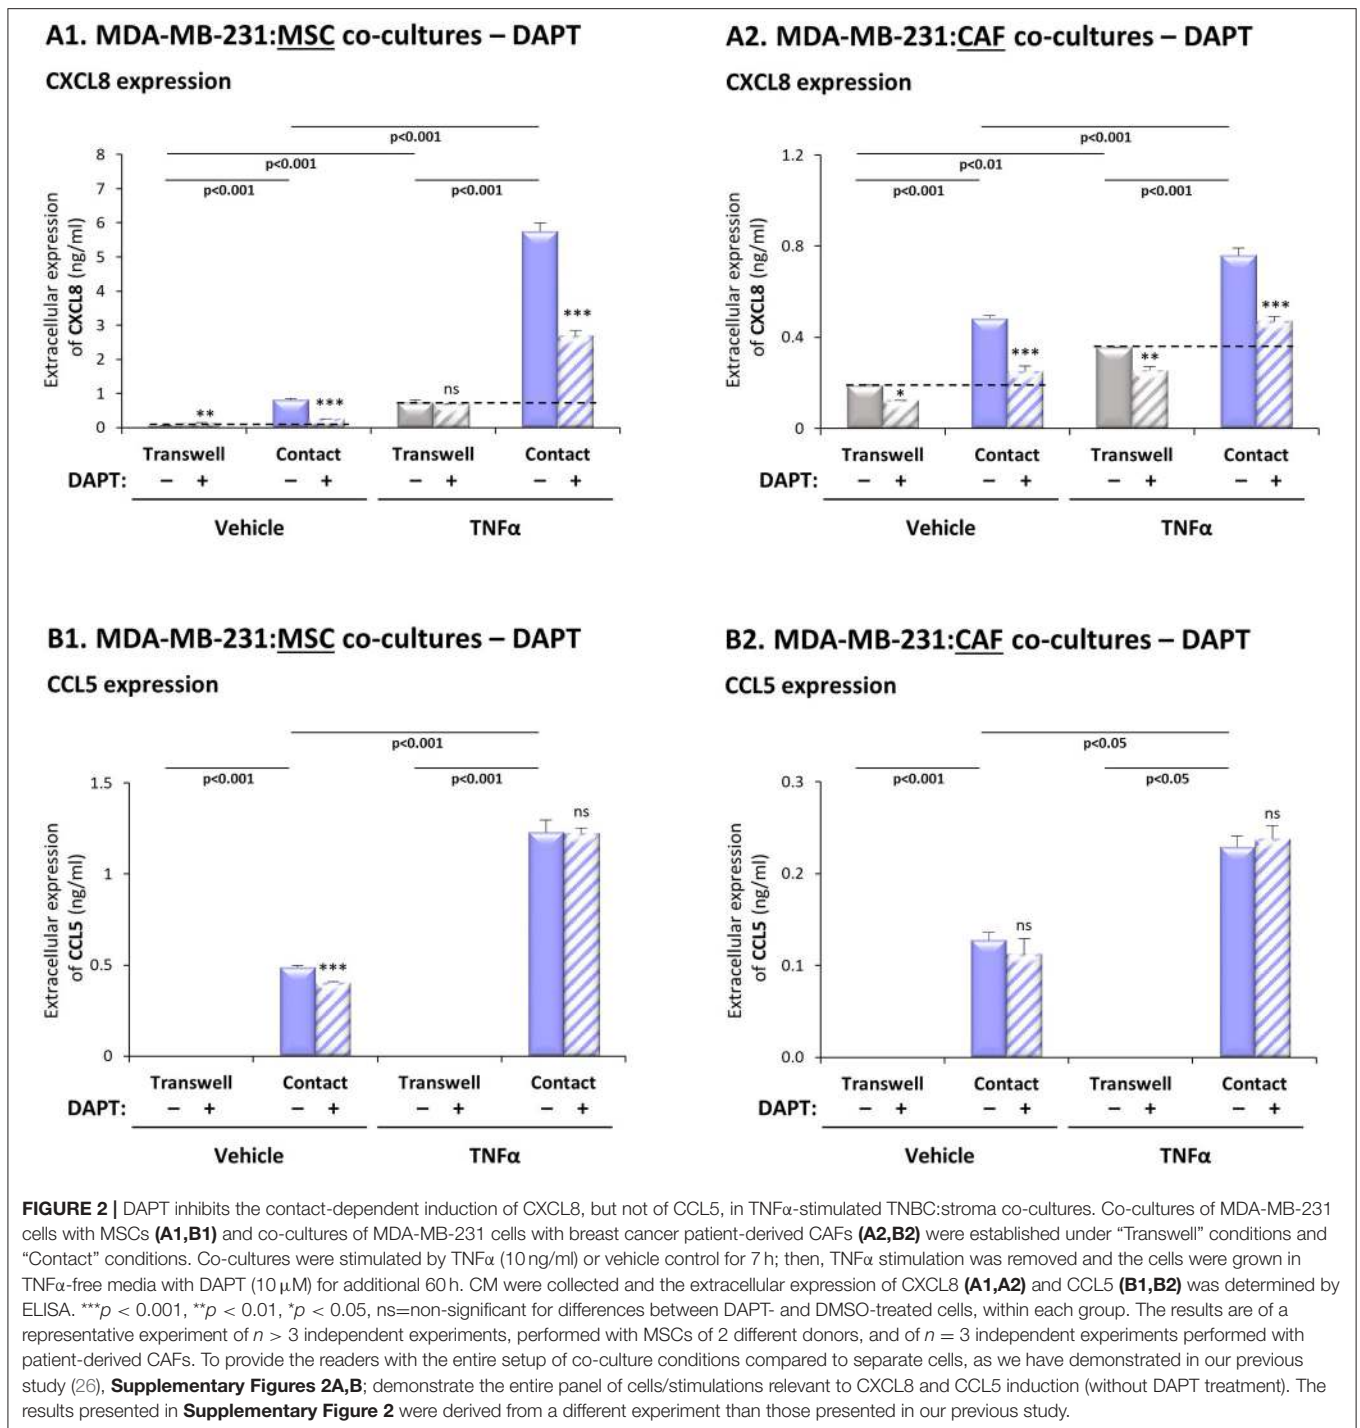 A1. MDA-MB-231:MSC co-cultures – DAPT
CXCL8 expression
p<0.001
p<0.001
p<0.001
p<0.001
8
7
6
5
4
3
2
1
0
Extracellular expression
of CXCL8 (ng/ml)
**
***
ns
***
Transwell Contact Transwell Contact
DAPT: – + – + – + – +
Vehicle TNFα
A2. MDA-MB-231:CAF co-cultures – DAPT
CXCL8 expression
p<0.001
p<0.01
p<0.001
p<0.001
1.2
0.8
0.4
0
Extracellular expression
of CXCL8 (ng/ml)
*
***
**
***
Transwell Contact Transwell Contact
DAPT: – + – + – + – +
Vehicle TNFα
B1. MDA-MB-231:MSC co-cultures – DAPT
CCL5 expression
p<0.001
p<0.001
p<0.001
1.5
1
0.5
0
Extracellular expression
of CCL5 (ng/ml)
***
ns
Transwell Contact Transwell Contact
DAPT: – + – + – + – +
Vehicle TNFα
B2. MDA-MB-231:CAF co-cultures – DAPT
CCL5 expression
p<0.05
p<0.001
p<0.05
0.3
0.2
0.1
0.0
Extracellular expression
of CCL5 (ng/ml)
ns
ns
Transwell Contact Transwell Contact
DAPT: – + – + – + – +
Vehicle TNFα
FIGURE 2 | DAPT inhibits the contact-dependent induction of CXCL8, but not of CCL5, in TNFα-stimulated TNBC:stroma co-cultures. Co-cultures of MDA-MB-231
cells with MSCs (A1,B1) and co-cultures of MDA-MB-231 cells with breast cancer patient-derived CAFs (A2,B2) were established under “Transwell” conditions and
“Contact” conditions. Co-cultures were stimulated by TNFα (10 ng/ml) or vehicle control for 7 h; then, TNFα stimulation was removed and the cells were grown in
TNFα-free media with DAPT (10 μM) for additional 60 h. CM were collected and the extracellular expression of CXCL8 (A1,A2) and CCL5 (B1,B2) was determined by
ELISA. ***p < 0.001, **p < 0.01, *p < 0.05, ns=non-significant for differences between DAPT- and DMSO-treated cells, within each group. The results are of a
representative experiment of n > 3 independent experiments, performed with MSCs of 2 different donors, and of n = 3 independent experiments performed with
patient-derived CAFs. To provide the readers with the entire setup of co-culture conditions compared to separate cells, as we have demonstrated in our previous
study (26), Supplementary Figures 2A,B; demonstrate the entire panel of cells/stimulations relevant to CXCL8 and CCL5 induction (without DAPT treatment). The
results presented in Supplementary Figure 2 were derived from a different experiment than those presented in our previous study.